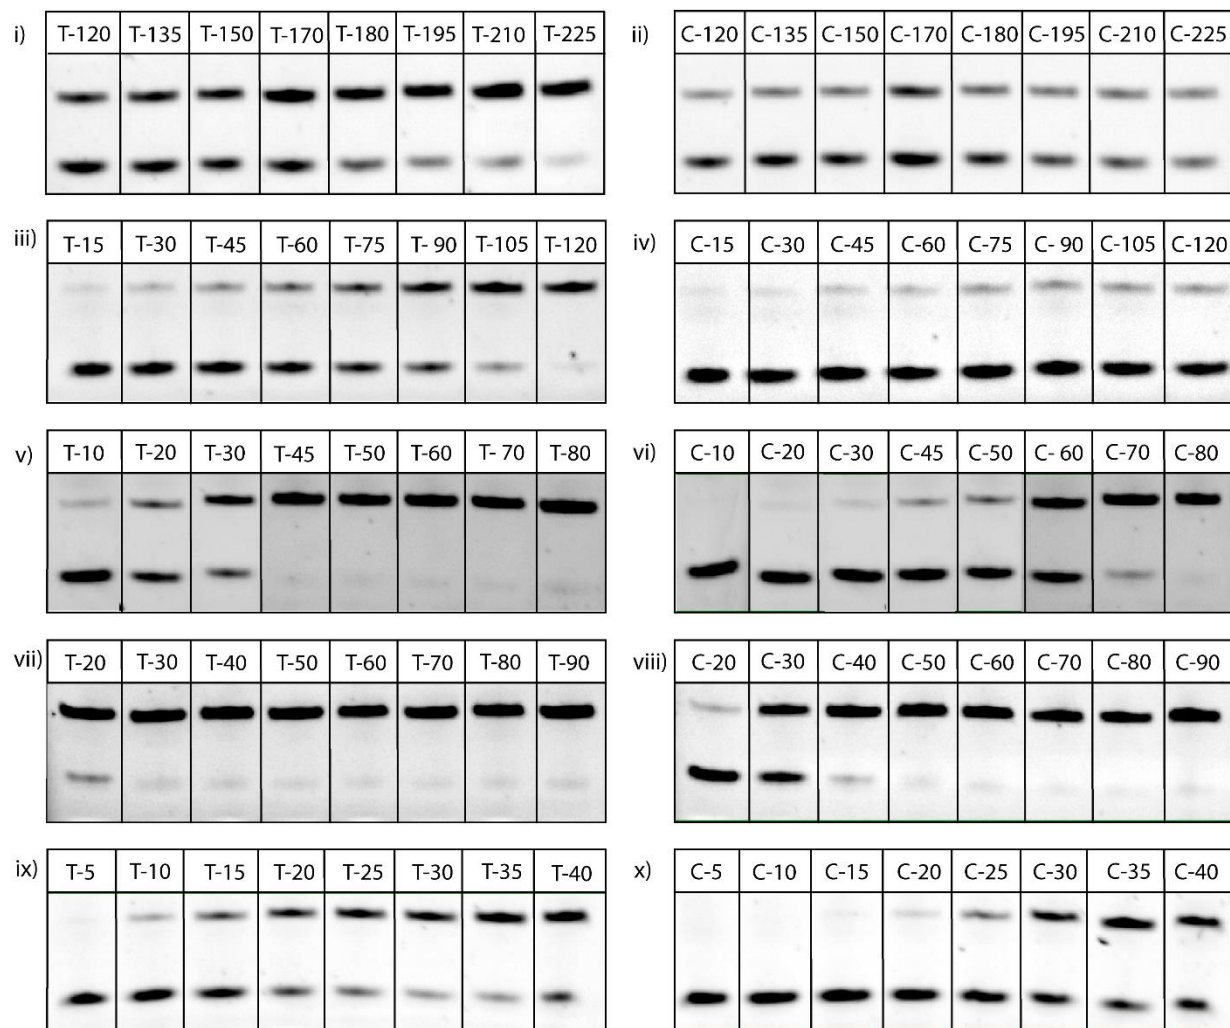 i) T-120 T-135 T-150 T-170 T-180 T-195 T-210 T-225
ii) C-120 C-135 C-150 C-170 C-180 C-195 C-210 C-225
iii) T-15 T-30 T-45 T-60 T-75 T- 90 T-105 T-120
iv) C-15 C-30 C-45 C-60 C-75 C- 90 C-105 C-120
v) T-10 T-20 T-30 T-45 T-50 T-60 T- 70 T-80
vi) C-10 C-20 C-30 C-45 C-50 C- 60 C-70 C-80
vii) T-20 T-30 T-40 T-50 T-60 T-70 T-80 T-90
viii) C-20 C-30 C-40 C-50 C-60 C-70 C-80 C-90
ix) T-5 T-10 T-15 T-20 T-25 T-30 T-35 T-40
x) C-5 C-10 C-15 C-20 C-25 C-30 C-35 C-40